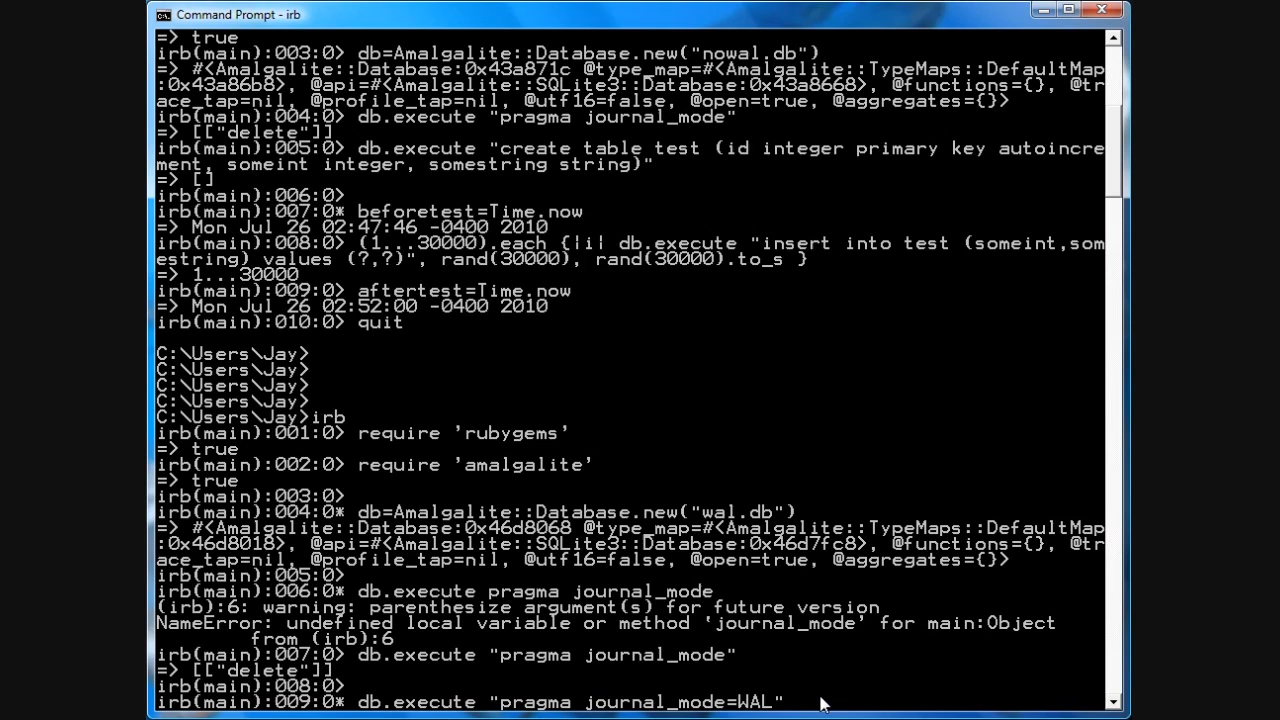 Command Prompt - irb
=> true
irb(main):003:0> db=Amalgalite::Database.new("nowal.db")
=> #<Amalgalite::Database:0x43a871c @type_map=#<Amalgalite::TypeMaps::DefaultMap
:0x43a86b8>, @api=#<Amalgalite::SQLite3::Database:0x43a8668>, @functions={}, @tr
ace_tap=nil, @profile_tap=nil, @utf16=false, @open=true, @aggregates={}>
irb(main):004:0> db.execute "pragma journal_mode"
=> [["delete"]]
irb(main):005:0> db.execute "create table test (id integer primary key autoincre
ment, someint integer, somestring string)"
=> []
irb(main):006:0>
irb(main):007:0* beforetest=Time.now
=> Mon Jul 26 02:47:46 -0400 2010
irb(main):008:0> (1...30000).each {|i| db.execute "insert into test (someint,som
estring) values (?,?)", rand(30000), rand(30000).to_s }
=> 1...30000
irb(main):009:0> aftertest=Time.now
=> Mon Jul 26 02:52:00 -0400 2010
irb(main):010:0> quit
C:\Users\Jay>
C:\Users\Jay>
C:\Users\Jay>
C:\Users\Jay>
C:\Users\Jay>irb
irb(main):001:0> require 'rubygems'
=> true
irb(main):002:0> require 'amalgalite'
=> true
irb(main):003:0>
irb(main):004:0* db=Amalgalite::Database.new("wal.db")
=> #<Amalgalite::Database:0x46d8068 @type_map=#<Amalgalite::TypeMaps::DefaultMap
:0x46d8018>, @api=#<Amalgalite::SQLite3::Database:0x46d7fc8>, @functions={}, @tr
ace_tap=nil, @profile_tap=nil, @utf16=false, @open=true, @aggregates={}>
irb(main):005:0>
irb(main):006:0* db.execute pragma journal_mode
(irb):6: warning: parenthesize argument(s) for future version
NameError: undefined local variable or method `journal_mode' for main:Object
        from (irb):6
irb(main):007:0> db.execute "pragma journal_mode"
=> [["delete"]]
irb(main):008:0>
irb(main):009:0* db.execute "pragma journal_mode=WAL"